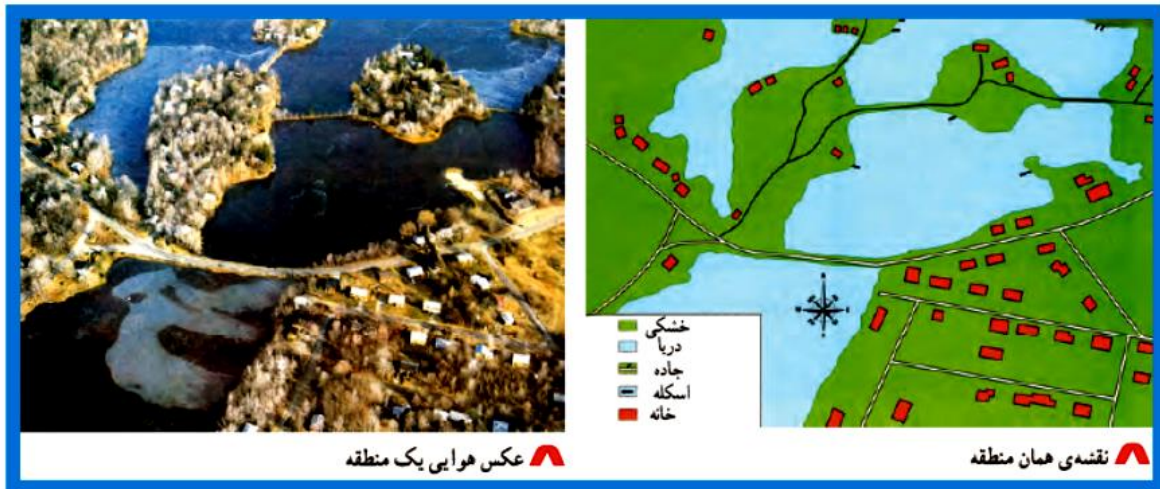 خشکی
دریا
جاده
اسکله
خانه
نقشه‌ی همان منطقه
عکس هوایی یک منطقه